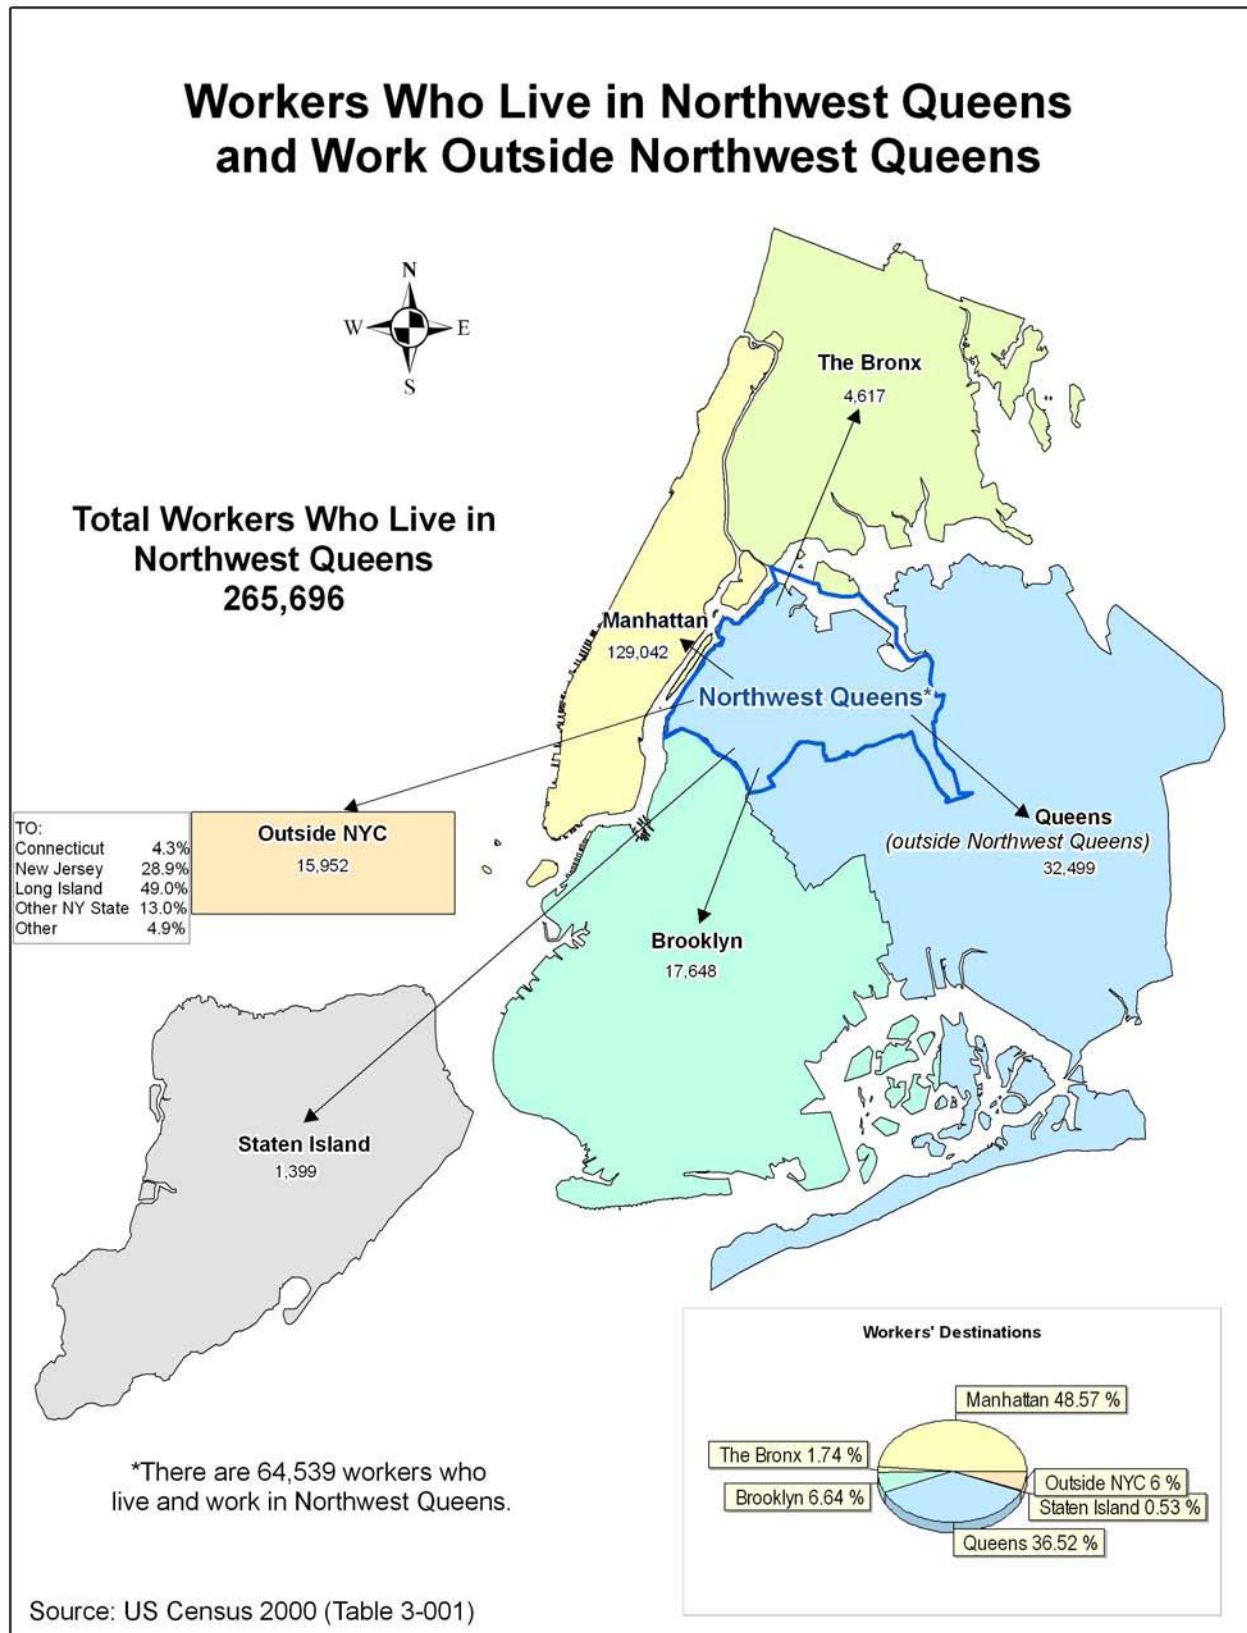 Workers Who Live in Northwest Queens
and Work Outside Northwest Queens
N
W
E
S
The Bronx
4,617
Total Workers Who Live in
Northwest Queens
265,696
Manhattan
129,042
Northwest Queens*
TO:
Connecticut 4.3%
New Jersey 28.9%
Long Island 49.0%
Other NY State 13.0%
Other 4.9%
Outside NYC
15,952
Queens
(outside Northwest Queens)
32,499
Brooklyn
17,648
Staten Island
1,399
Workers' Destinations
Manhattan 48.57 %
The Bronx 1.74 %
Brooklyn 6.64 %
Outside NYC 6 %
Staten Island 0.53 %
Queens 36.52 %
*There are 64,539 workers who
live and work in Northwest Queens.
Source: US Census 2000 (Table 3-001)